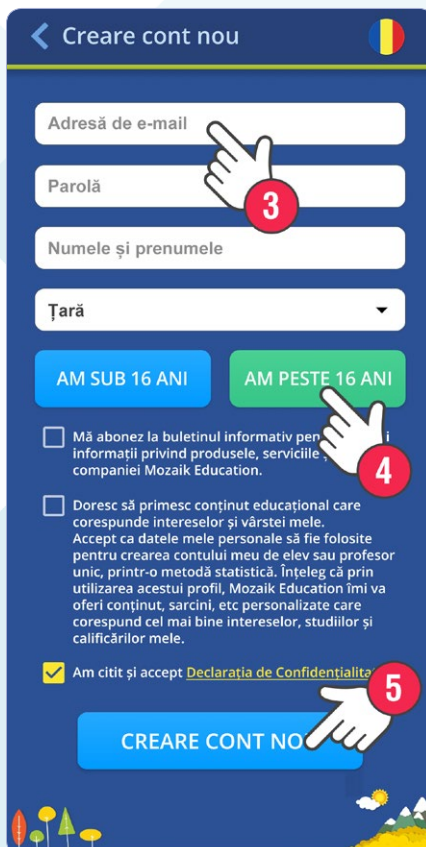 Creare cont nou
Adresă de e-mail
3
Parolă
Numele și prenumele
Țară
AM SUB 16 ANI
AM PESTE 16 ANI
4
Mă abonez la buletinul informativ
informații privind produsele, serviciile
companiei Mozaik Education.
Doresc să primesc conținut educațional care
corespunde intereselor și vârstei mele.
Accept ca datele mele personale să fie folosite
pentru crearea contului meu de elev sau profesor
unic, printr-o metodă statistică. Înțeleg că prin
utilizarea acestui profil, Mozaik Education îmi va
oferi conținut, sarcini, etc personalizate care
corespund cel mai bine intereselor, studiilor și
calificărilor mele.
Am citit și accept Declarația de
5
CREARE CONT